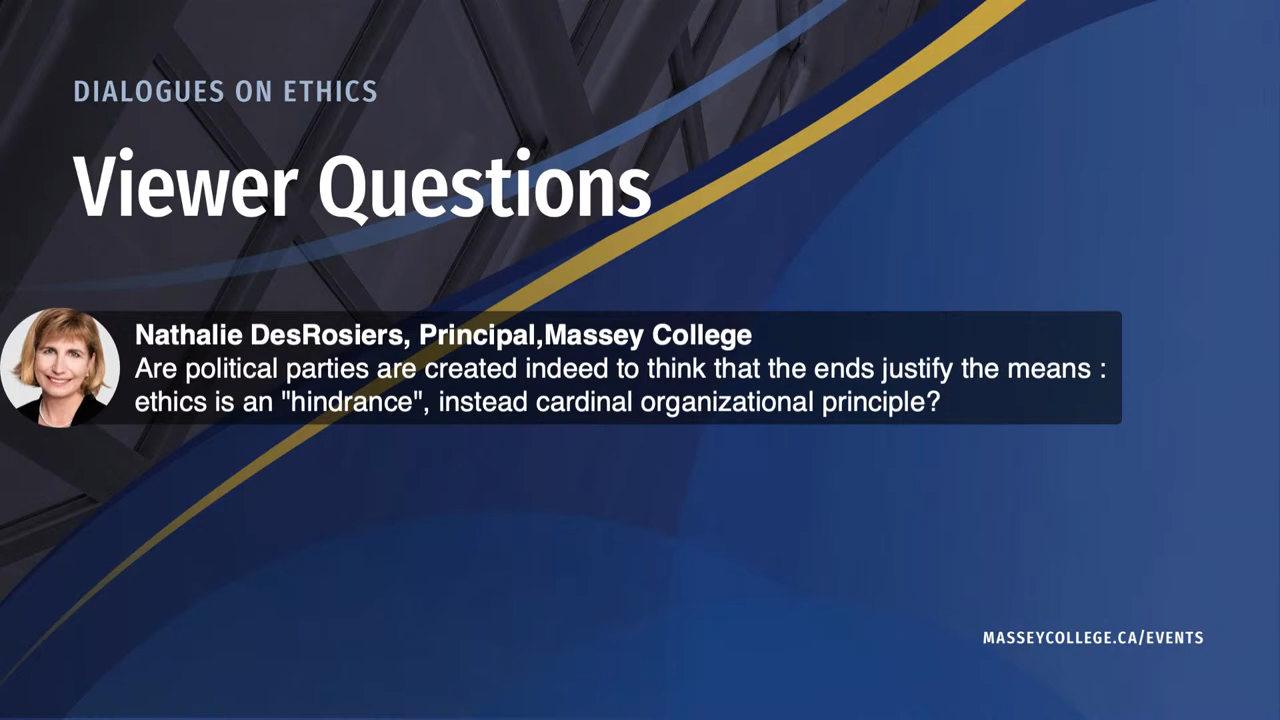 DIALOGUES ON ETHICS
Viewer Questions
Nathalie DesRosiers, Principal,Massey College
Are political parties are created indeed to think that the ends justify the means :
ethics is an "hindrance", instead cardinal organizational principle?
MASSEYCOLLEGE.CA/EVENTS